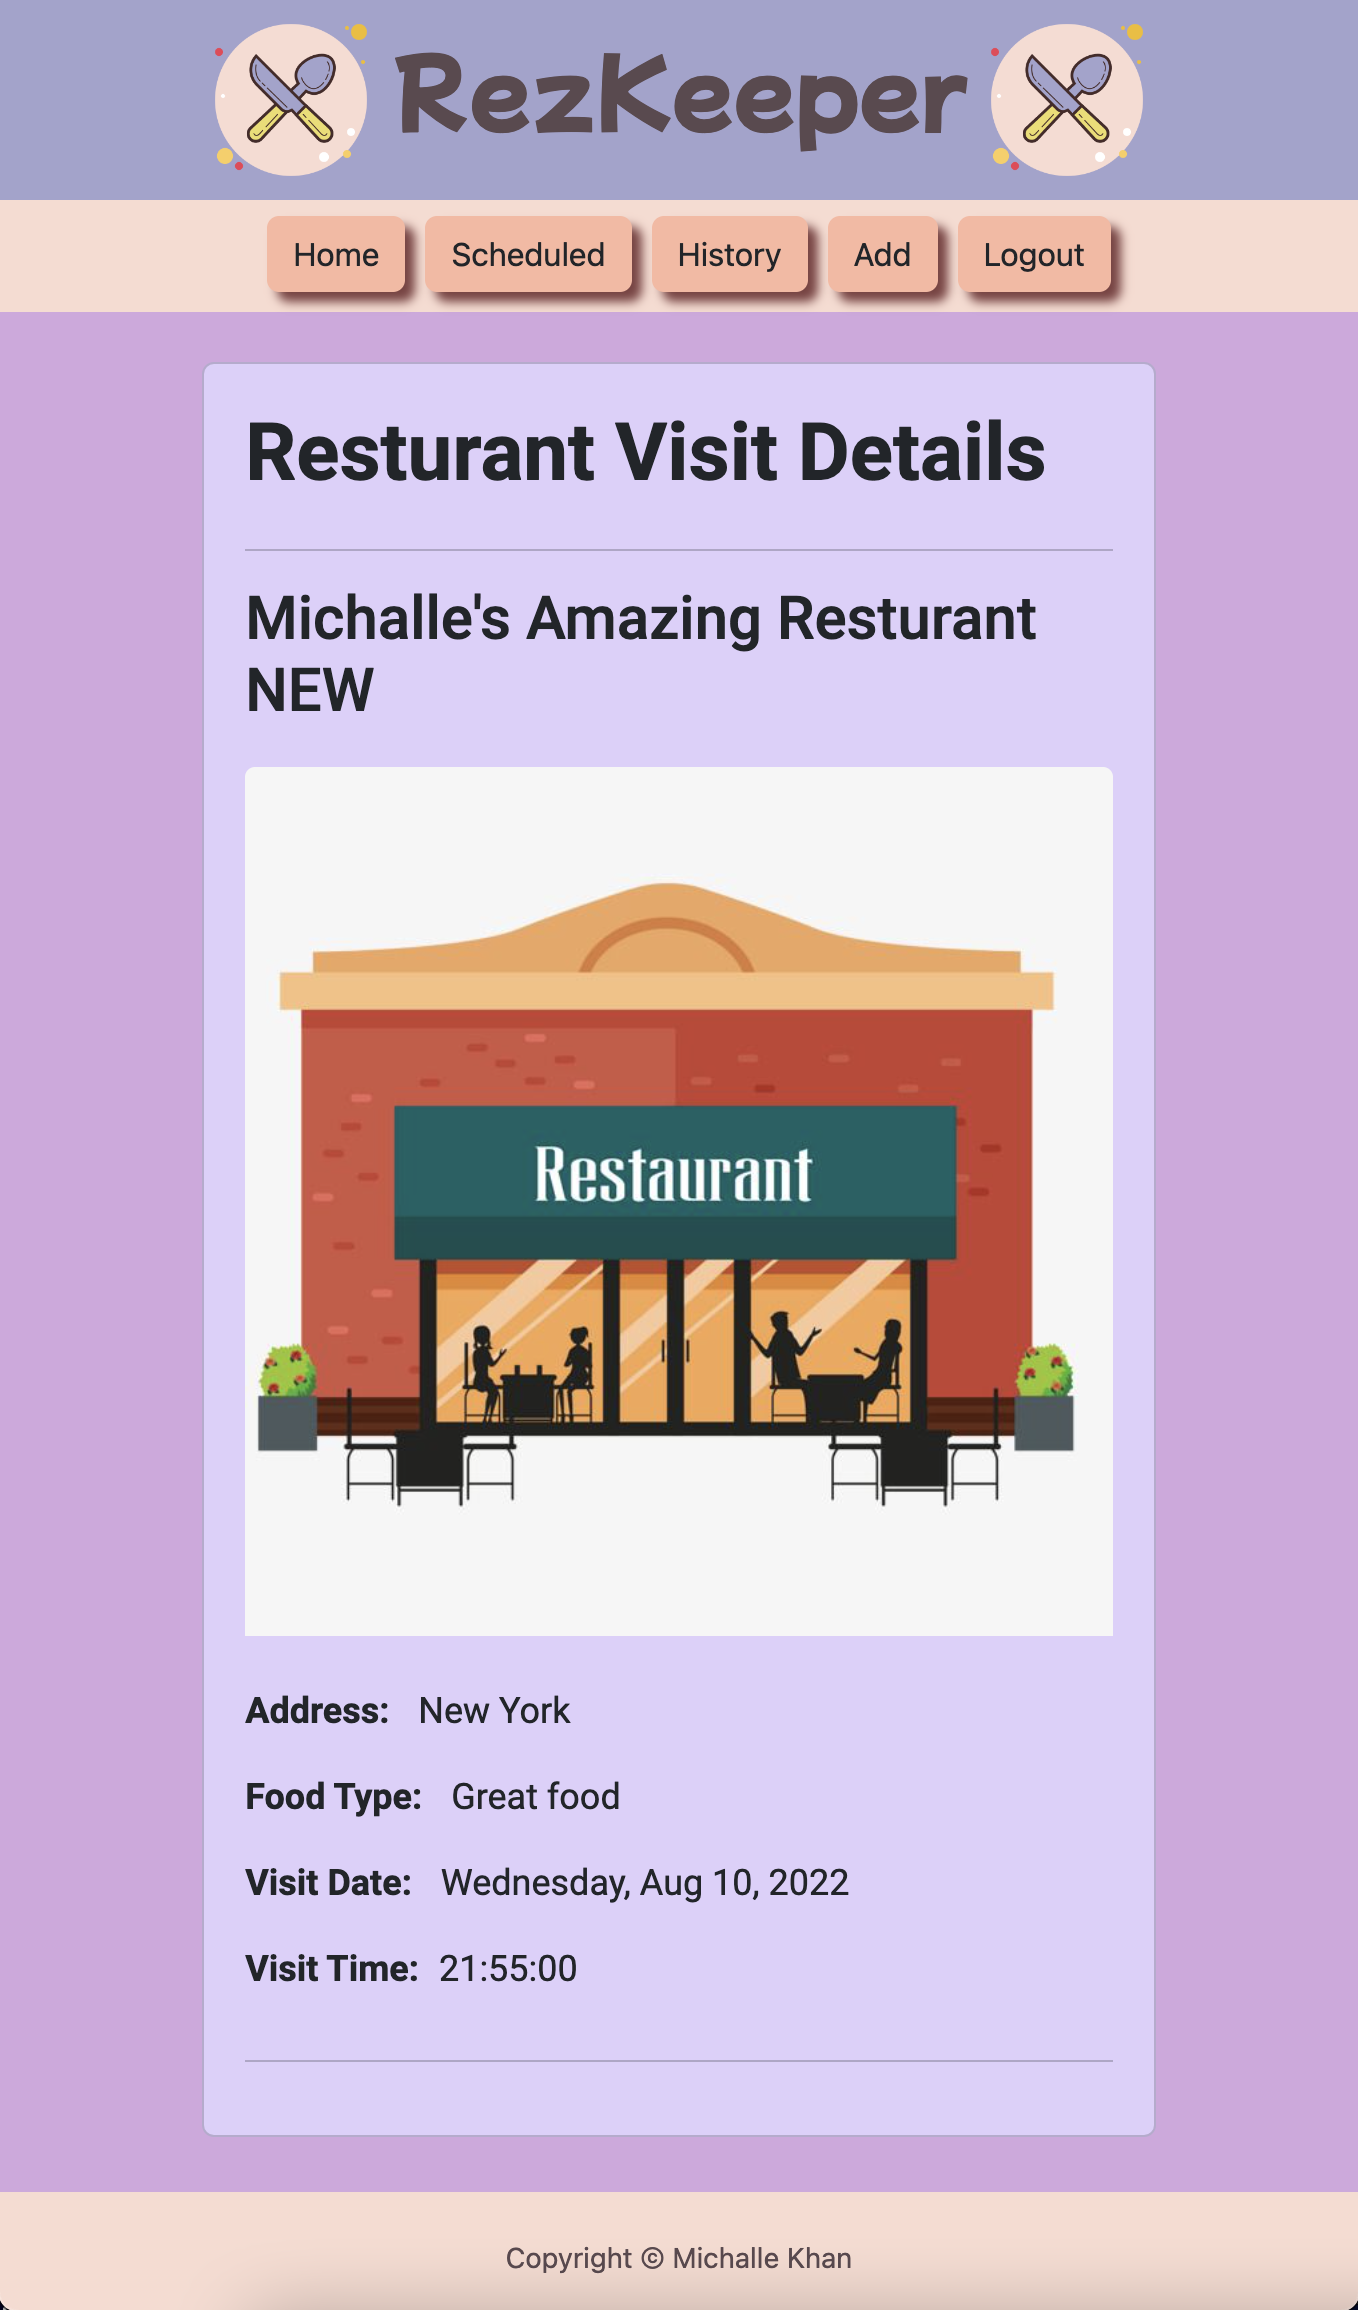 RezKeeper
Home Scheduled History Add Logout
Resturant Visit Details
Michalle's Amazing Resturant
NEW
Restaurant
Address: New York
Food Type: Great food
Visit Date: Wednesday, Aug 10, 2022
Visit Time: 21:55:00
Copyright © Michalle Khan